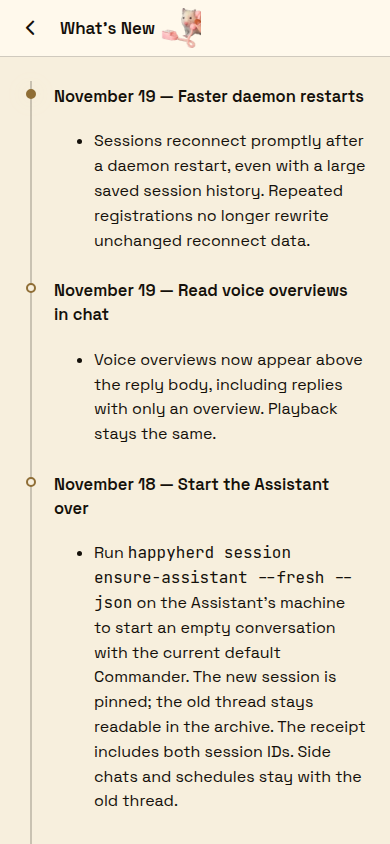 What's New
November 19 — Faster daemon restarts
• Sessions reconnect promptly after
a daemon restart, even with a large
saved session history. Repeated
registrations no longer rewrite
unchanged reconnect data.
November 19 — Read voice overviews
in chat
• Voice overviews now appear above
the reply body, including replies
with only an overview. Playback
stays the same.
November 18 — Start the Assistant
over
• Run happyherd session
ensure-assistant --fresh --
json on the Assistant's machine
to start an empty conversation
with the current default
Commander. The new session is
pinned; the old thread stays
readable in the archive. The receipt
includes both session IDs. Side
chats and schedules stay with the
old thread.